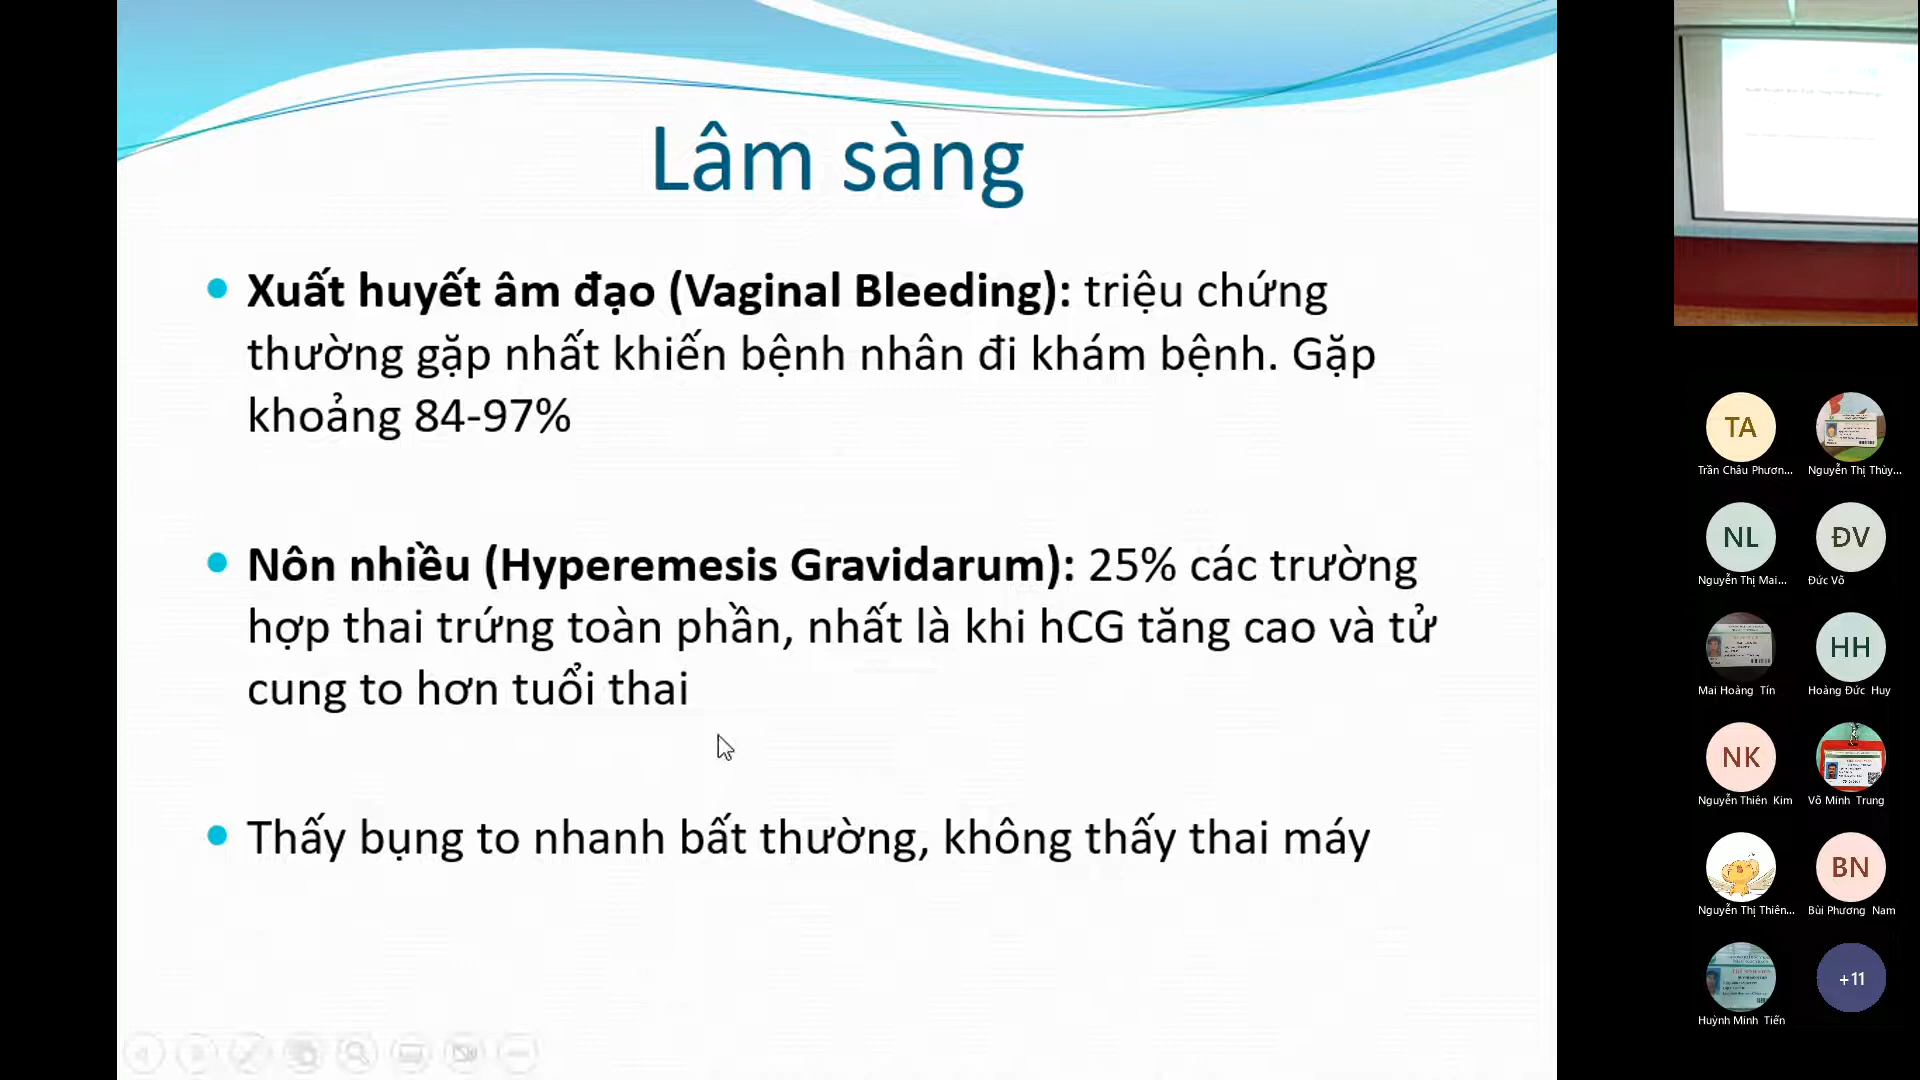 Lâm sàng
Xuất huyết âm đạo (Vaginal Bleeding): triệu chứng
thường gặp nhất khiến bệnh nhân đi khám bệnh. Gặp
khoảng 84-97%
Nôn nhiều (Hyperemesis Gravidarum): 25% các trường
hợp thai trứng toàn phần, nhất là khi hCG tăng cao và tử
cung to hơn tuổi thai
Thấy bụng to nhanh bất thường, không thấy thai máy
TA
Trần Châu Phươn...
Nguyễn Thị Thùy...
NL
ĐV
Nguyễn Thị Mai...
Đức Võ
HH
Mai Hoàng Tín
Hoàng Đức Huy
NK
Nguyễn Thiên Kim
Võ Minh Trung
BN
Nguyễn Thị Thiên...
Bùi Phương Nam
+11
Huỳnh Minh Tiến